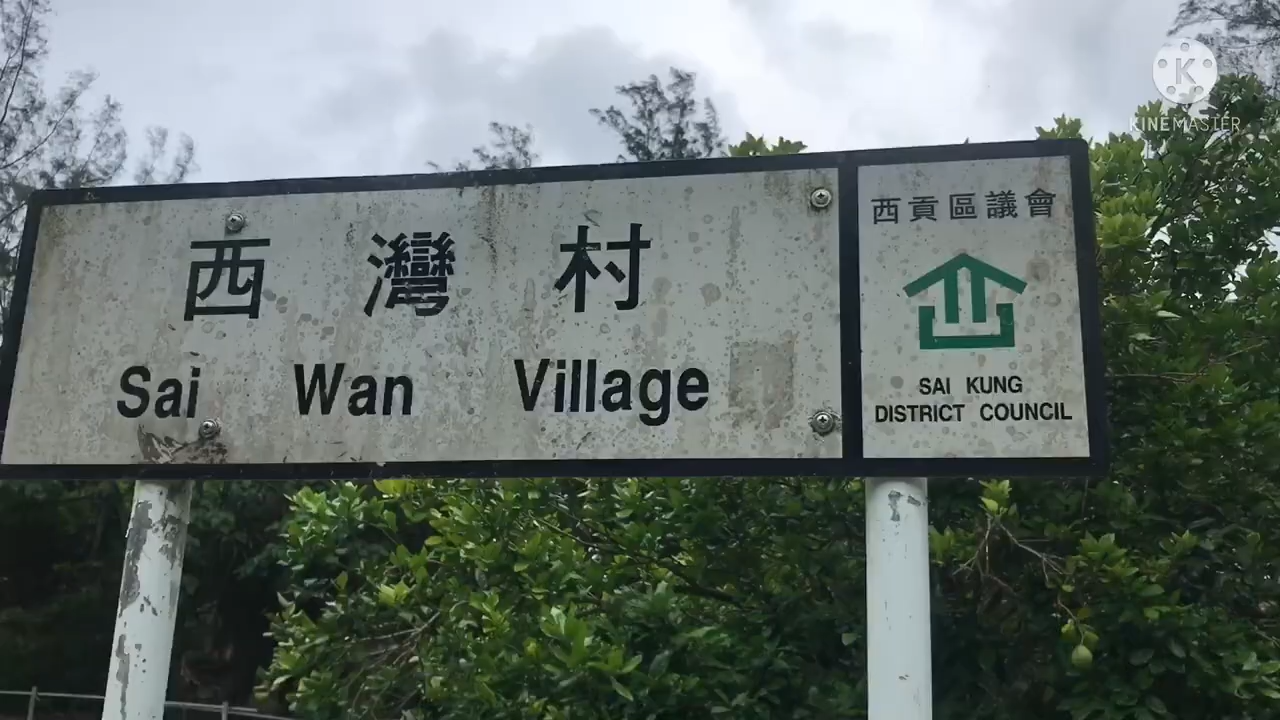 西灣村
Sai Wan Village
西貢區議會
SAI KUNG
DISTRICT COUNCIL
K
KINEMASTER